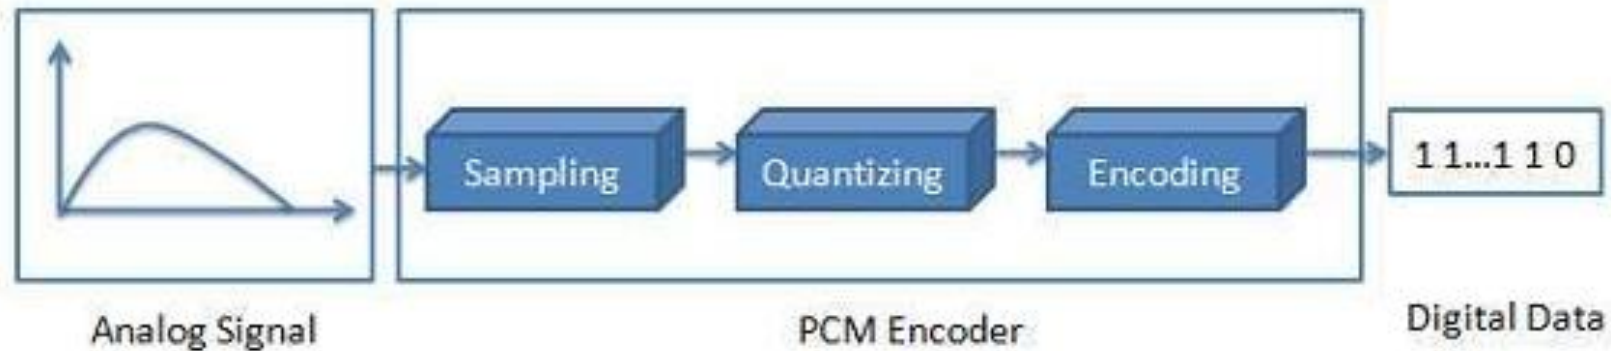 Sampling
Quantizing
Encoding
1 1...1 1 0
Analog Signal
PCM Encoder
Digital Data